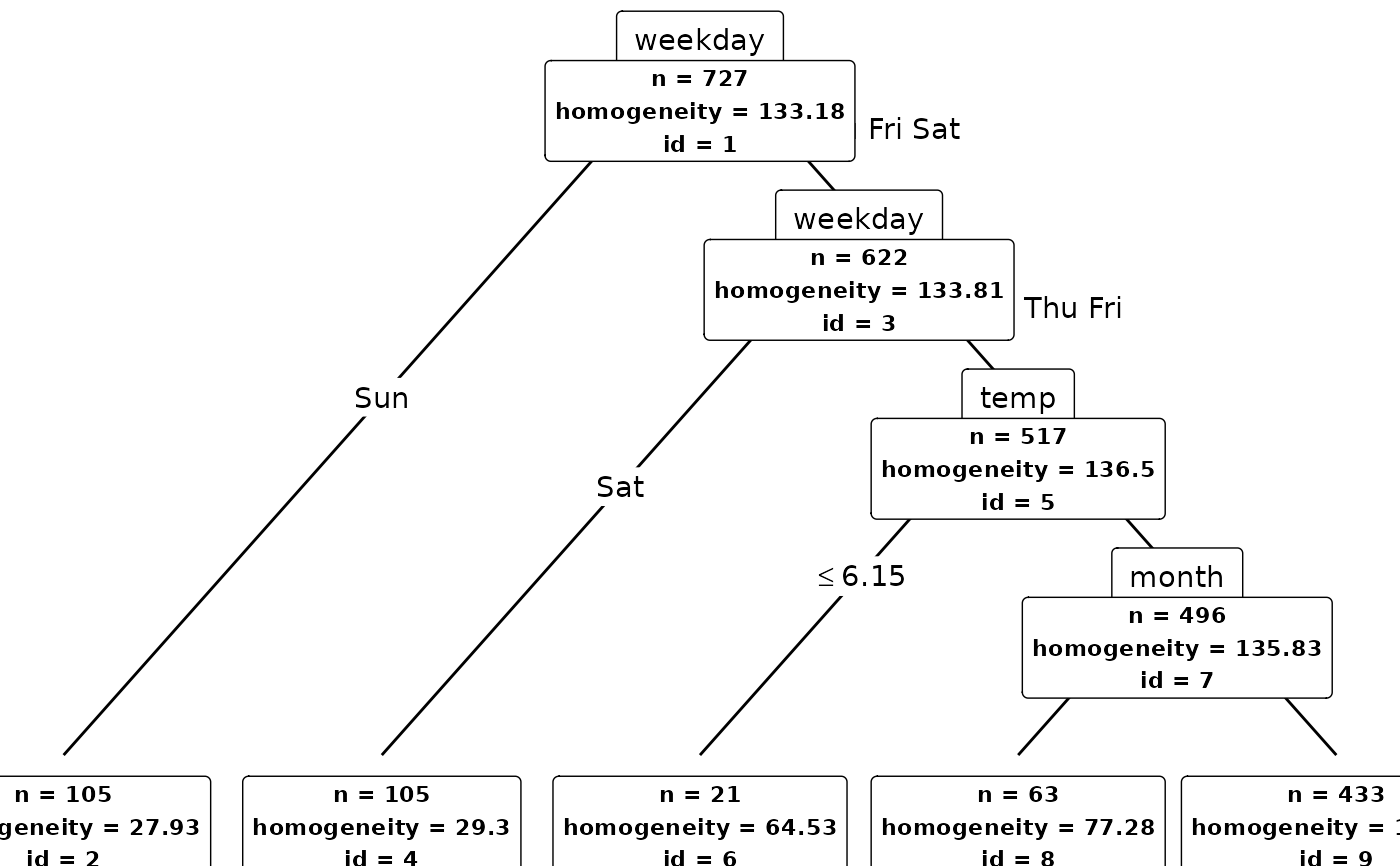 weekday
n = 727
homogeneity = 133.18
id = 1
Fri Sat
weekday
n = 622
homogeneity = 133.81
id = 3
Thu Fri
Sun
temp
n = 517
homogeneity = 136.5
id = 5
Sat
≤ 6.15
month
n = 496
homogeneity = 135.83
id = 7
n = 105
geneity = 27.93
id = 2
n = 105
homogeneity = 29.3
id = 4
n = 21
homogeneity = 64.53
id = 6
n = 63
homogeneity = 77.28
id = 8
n = 433
homogeneity =
id = 9